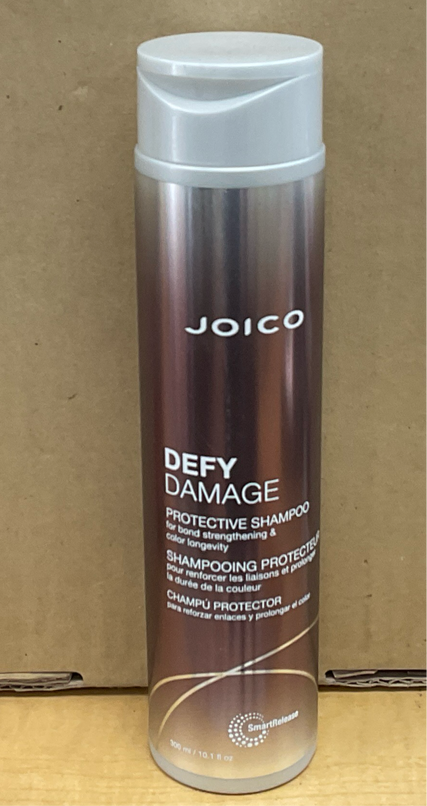 JOICO
DEFY
DAMAGE
PROTECTIVE SHAMPOO
for bond strengthening &
color longevity
SHAMPOOING PROTECTEUR
pour renforcer les liaisons et prolonger
la durée de la couleur
CHAMPÚ PROTECTOR
para reforzar enlaces y prolongar el color
SmartRelease
300 ml / 10.1 fl oz